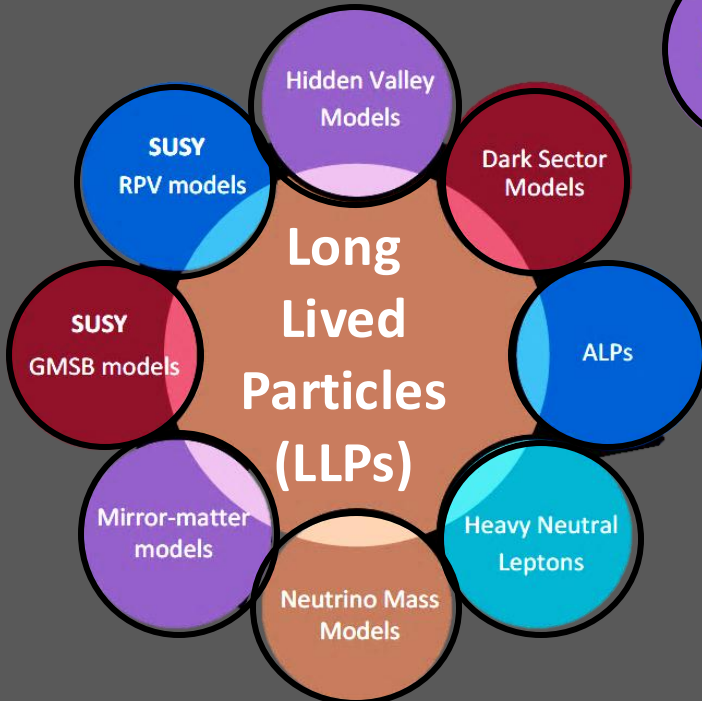 Hidden Valley
Models
Dark Sector
Models
SUSY
RPV models
Long
Lived
Particles
(LLPs)
SUSY
GMSB models
ALPs
Mirror-matter
models
Heavy Neutral
Leptons
Neutrino Mass
Models